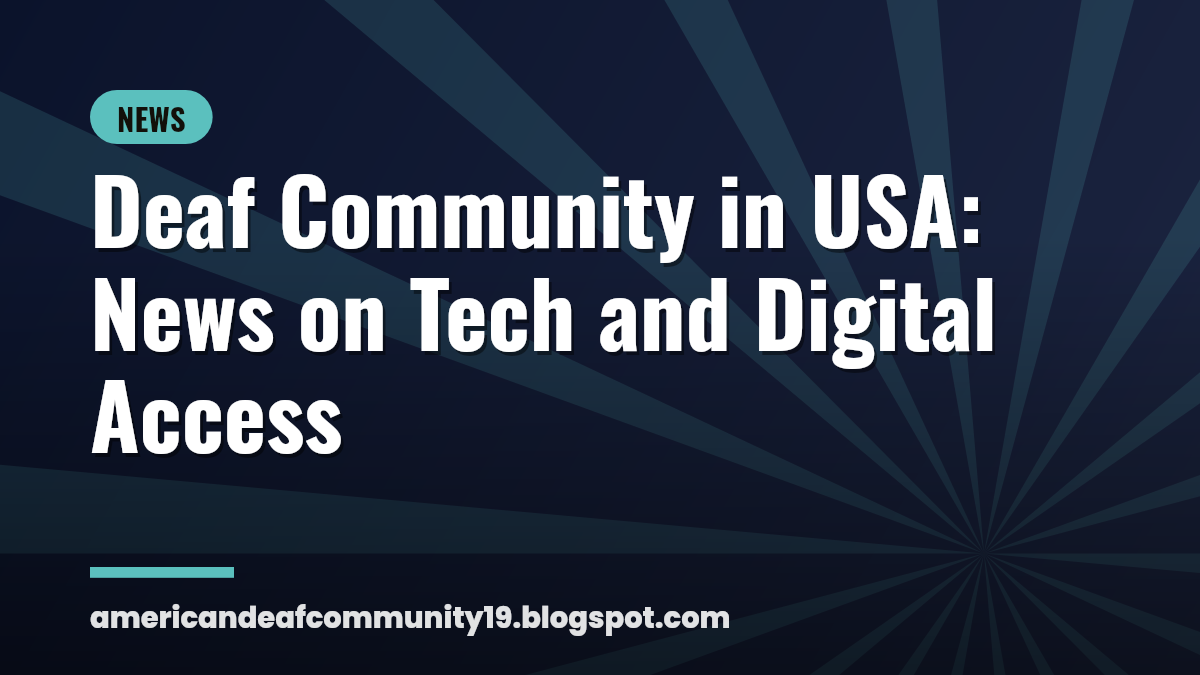 NEWS
Deaf Community in USA:
News on Tech and Digital
Access
americandeafcommunity19.blogspot.com